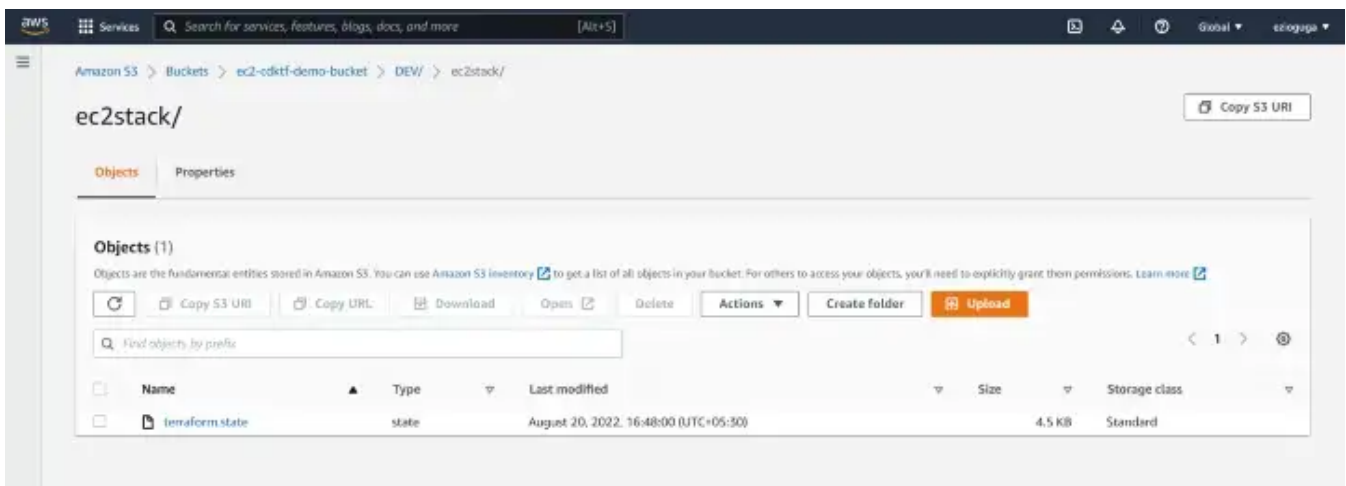 aws Services Search for services, features, blogs, docs, and more [Alt+S] Global ▼ ezioguga ▼
Amazon S3 > Buckets > ec2-cdktf-demo-bucket > DEV/ > ec2stack/
ec2stack/ Copy S3 URI
Objects Properties
Objects (1)
Objects are the fundamental entities stored in Amazon S3. You can use Amazon S3 inventory to get a list of all objects in your bucket. For others to access your objects, you'll need to explicitly grant them permissions. Learn more
Copy S3 URI Copy URL Download Open Delete Actions ▼ Create folder Upload
Find objects by prefix < 1 >
Name ▲ Type ▽ Last modified ▽ Size ▽ Storage class ▽
terraform.state state August 20, 2022, 16:48:00 (UTC+05:30) 4.5 KB Standard